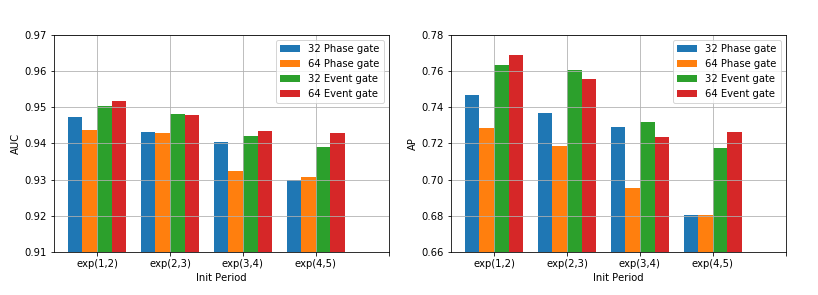 0.97
0.96
0.95
0.94
0.93
0.92
0.91
AUC
32 Phase gate
64 Phase gate
32 Event gate
64 Event gate
exp(1,2) exp(2,3) exp(3,4) exp(4,5)
Init Period
0.78
0.76
0.74
0.72
0.70
0.68
0.66
AP
32 Phase gate
64 Phase gate
32 Event gate
64 Event gate
exp(1,2) exp(2,3) exp(3,4) exp(4,5)
Init Period